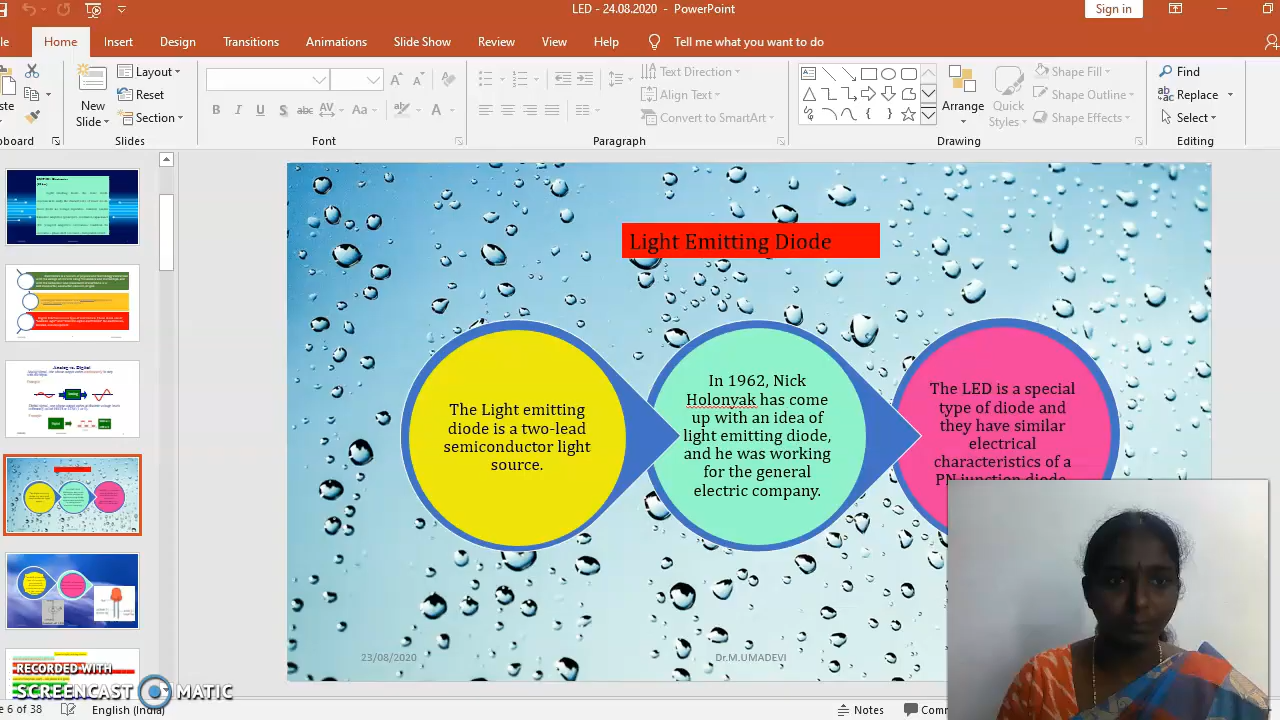 LED - 24.08.2020 - PowerPoint
Sign in
Home Insert Design Transitions Animations Slide Show Review View Help Tell me what you want to do
New Slide
Layout
Reset
Section
Slides
Font
Text Direction
Align Text
Convert to SmartArt
Paragraph
Arrange
Quick Styles
Shape Fill
Shape Outline
Shape Effects
Drawing
Find
Replace
Select
Editing
Analog vs. Digital
Light Emitting Diode
The Light emitting
diode is a two-lead
semiconductor light
source.
In 1962, Nick
Holonyak has come
up with an idea of
light emitting diode,
and he was working
for the general
electric company.
The LED is a special
type of diode and
they have similar
electrical
characteristics of a
PN junction diode.
23/08/2020
Dr.M.UMADEVI
RECORDED WITH
SCREENCAST MATIC
e 6 of 38
English (India)
Notes
Comm